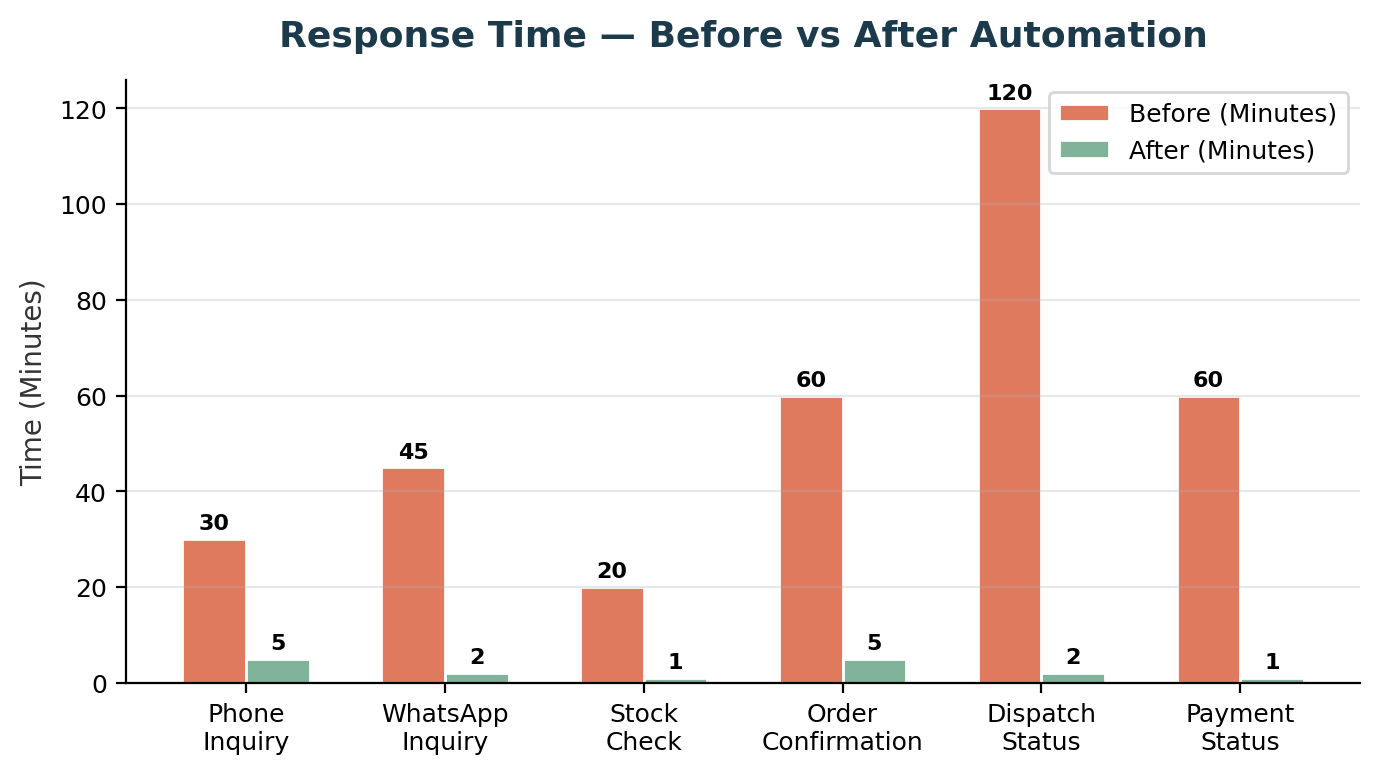 Response Time — Before vs After Automation
Before (Minutes)
After (Minutes)
Time (Minutes)
120
100
80
60
40
20
0
30
5
45
2
20
1
60
5
120
2
60
1
Phone
Inquiry
WhatsApp
Inquiry
Stock
Check
Order
Confirmation
Dispatch
Status
Payment
Status